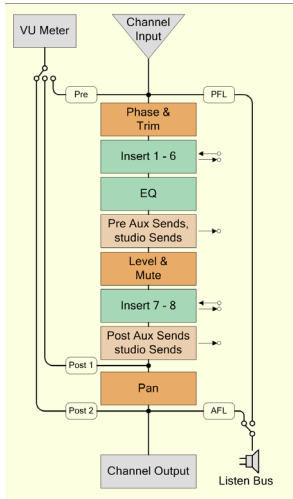 VU Meter
Channel
Input
Pre
PFL
Phase &
Trim
Insert 1 - 6
EQ
Pre Aux Sends,
studio Sends
Level &
Mute
Insert 7 - 8
Post Aux Sends
studio Sends
Post 1
Pan
Post 2
AFL
Channel Output
Listen Bus